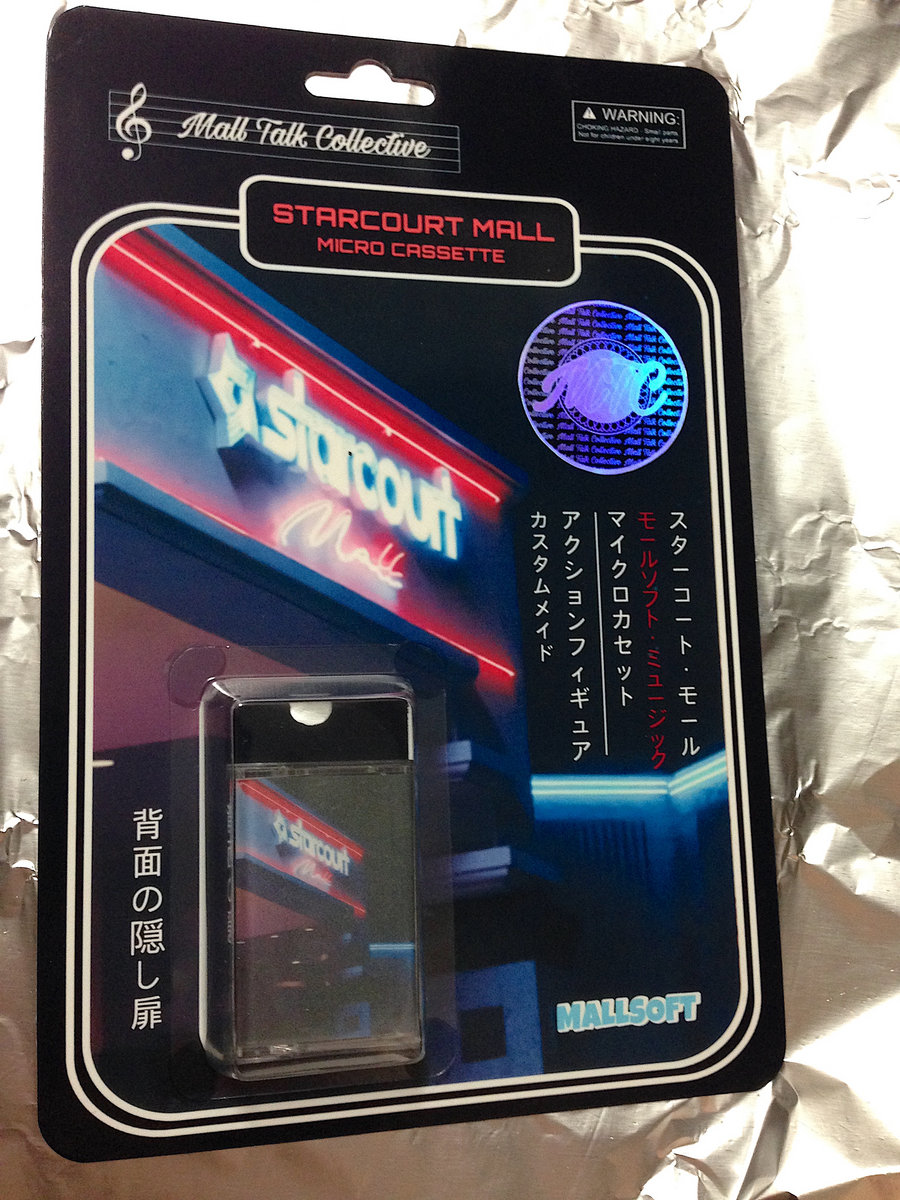 Mall Talk Collective
WARNING:
CHOKING HAZARD - Small parts
Not for children under eight years
STARCOURT MALL
MICRO CASSETTE
starcourt
Mall
スターコート・モール
モールソフト・ミュージック
マイクロカセット
アクションフィギュア
カスタムメイド
背面の隠し扉
starcourt
Mall
MALLSOFT